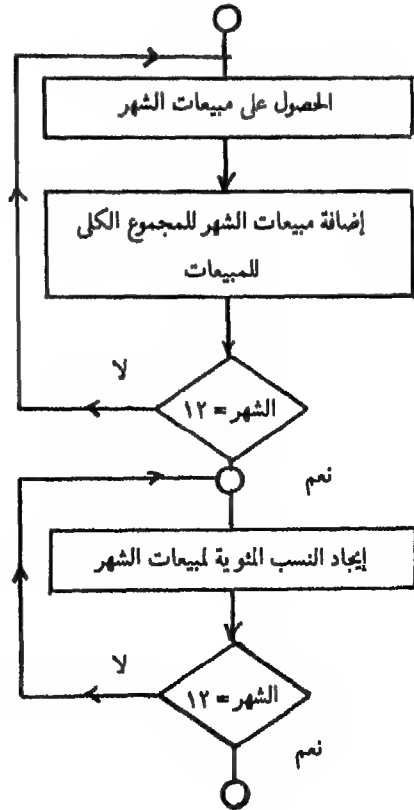 الحصول على مبيعات الشهر
إضافة مبيعات الشهر للمجموع الكلى
للمبيعات
لا
الشهر = ١٢
نعم
إيجاد النسب المئوية لمبيعات الشهر
لا
الشهر = ١٢
نعم